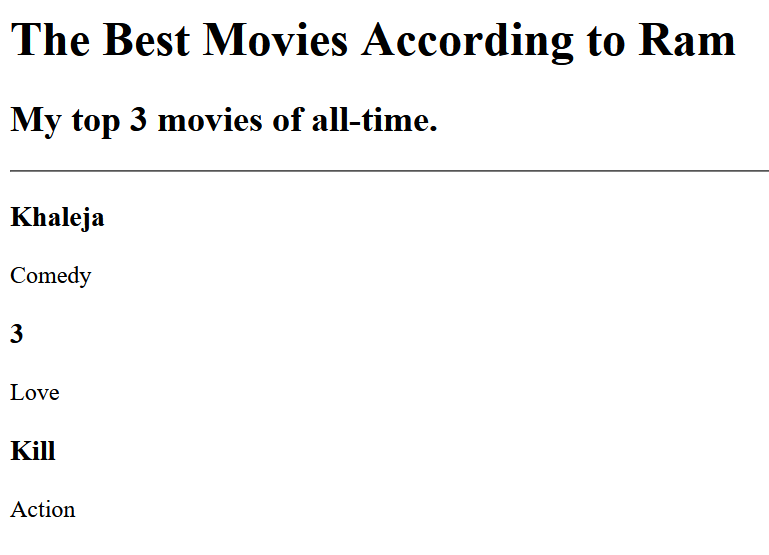 The Best Movies According to Ram
My top 3 movies of all-time.
Khaleja
Comedy
3
Love
Kill
Action